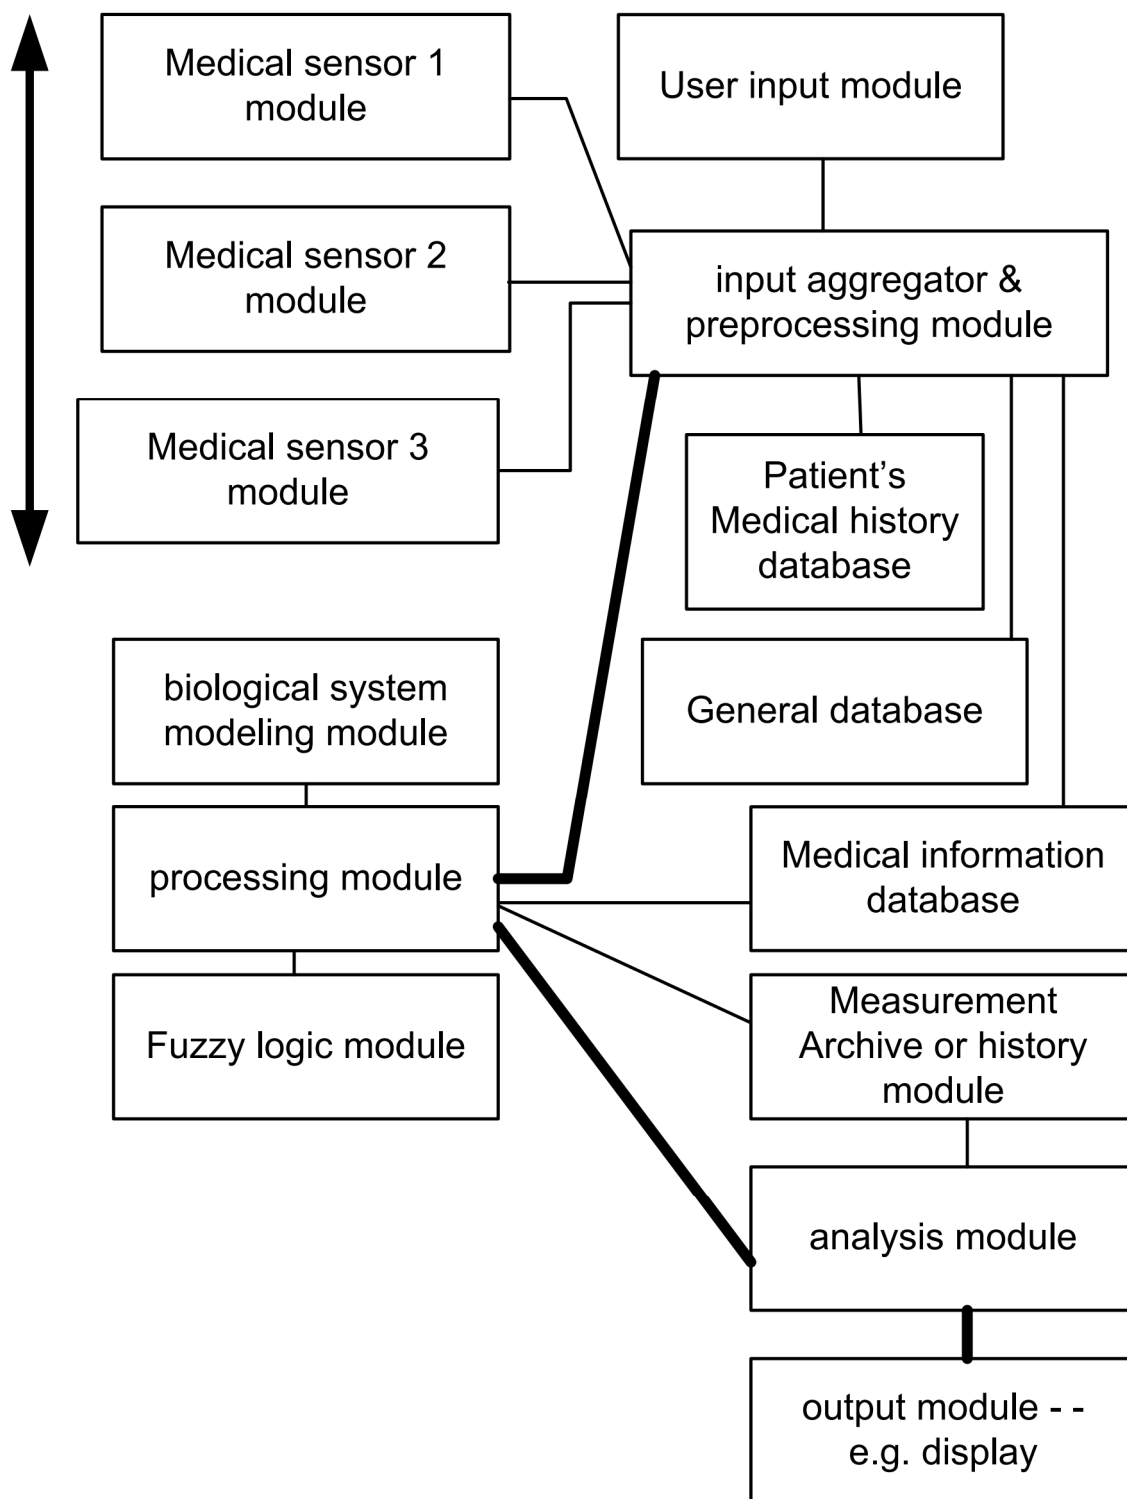 Medical sensor 1
module
User input module
Medical sensor 2
module
input aggregator &
preprocessing module
Medical sensor 3
module
Patient’s
Medical history
database
biological system
modeling module
General database
processing module
Medical information
database
Fuzzy logic module
Measurement
Archive or history
module
analysis module
output module - -
e.g. display